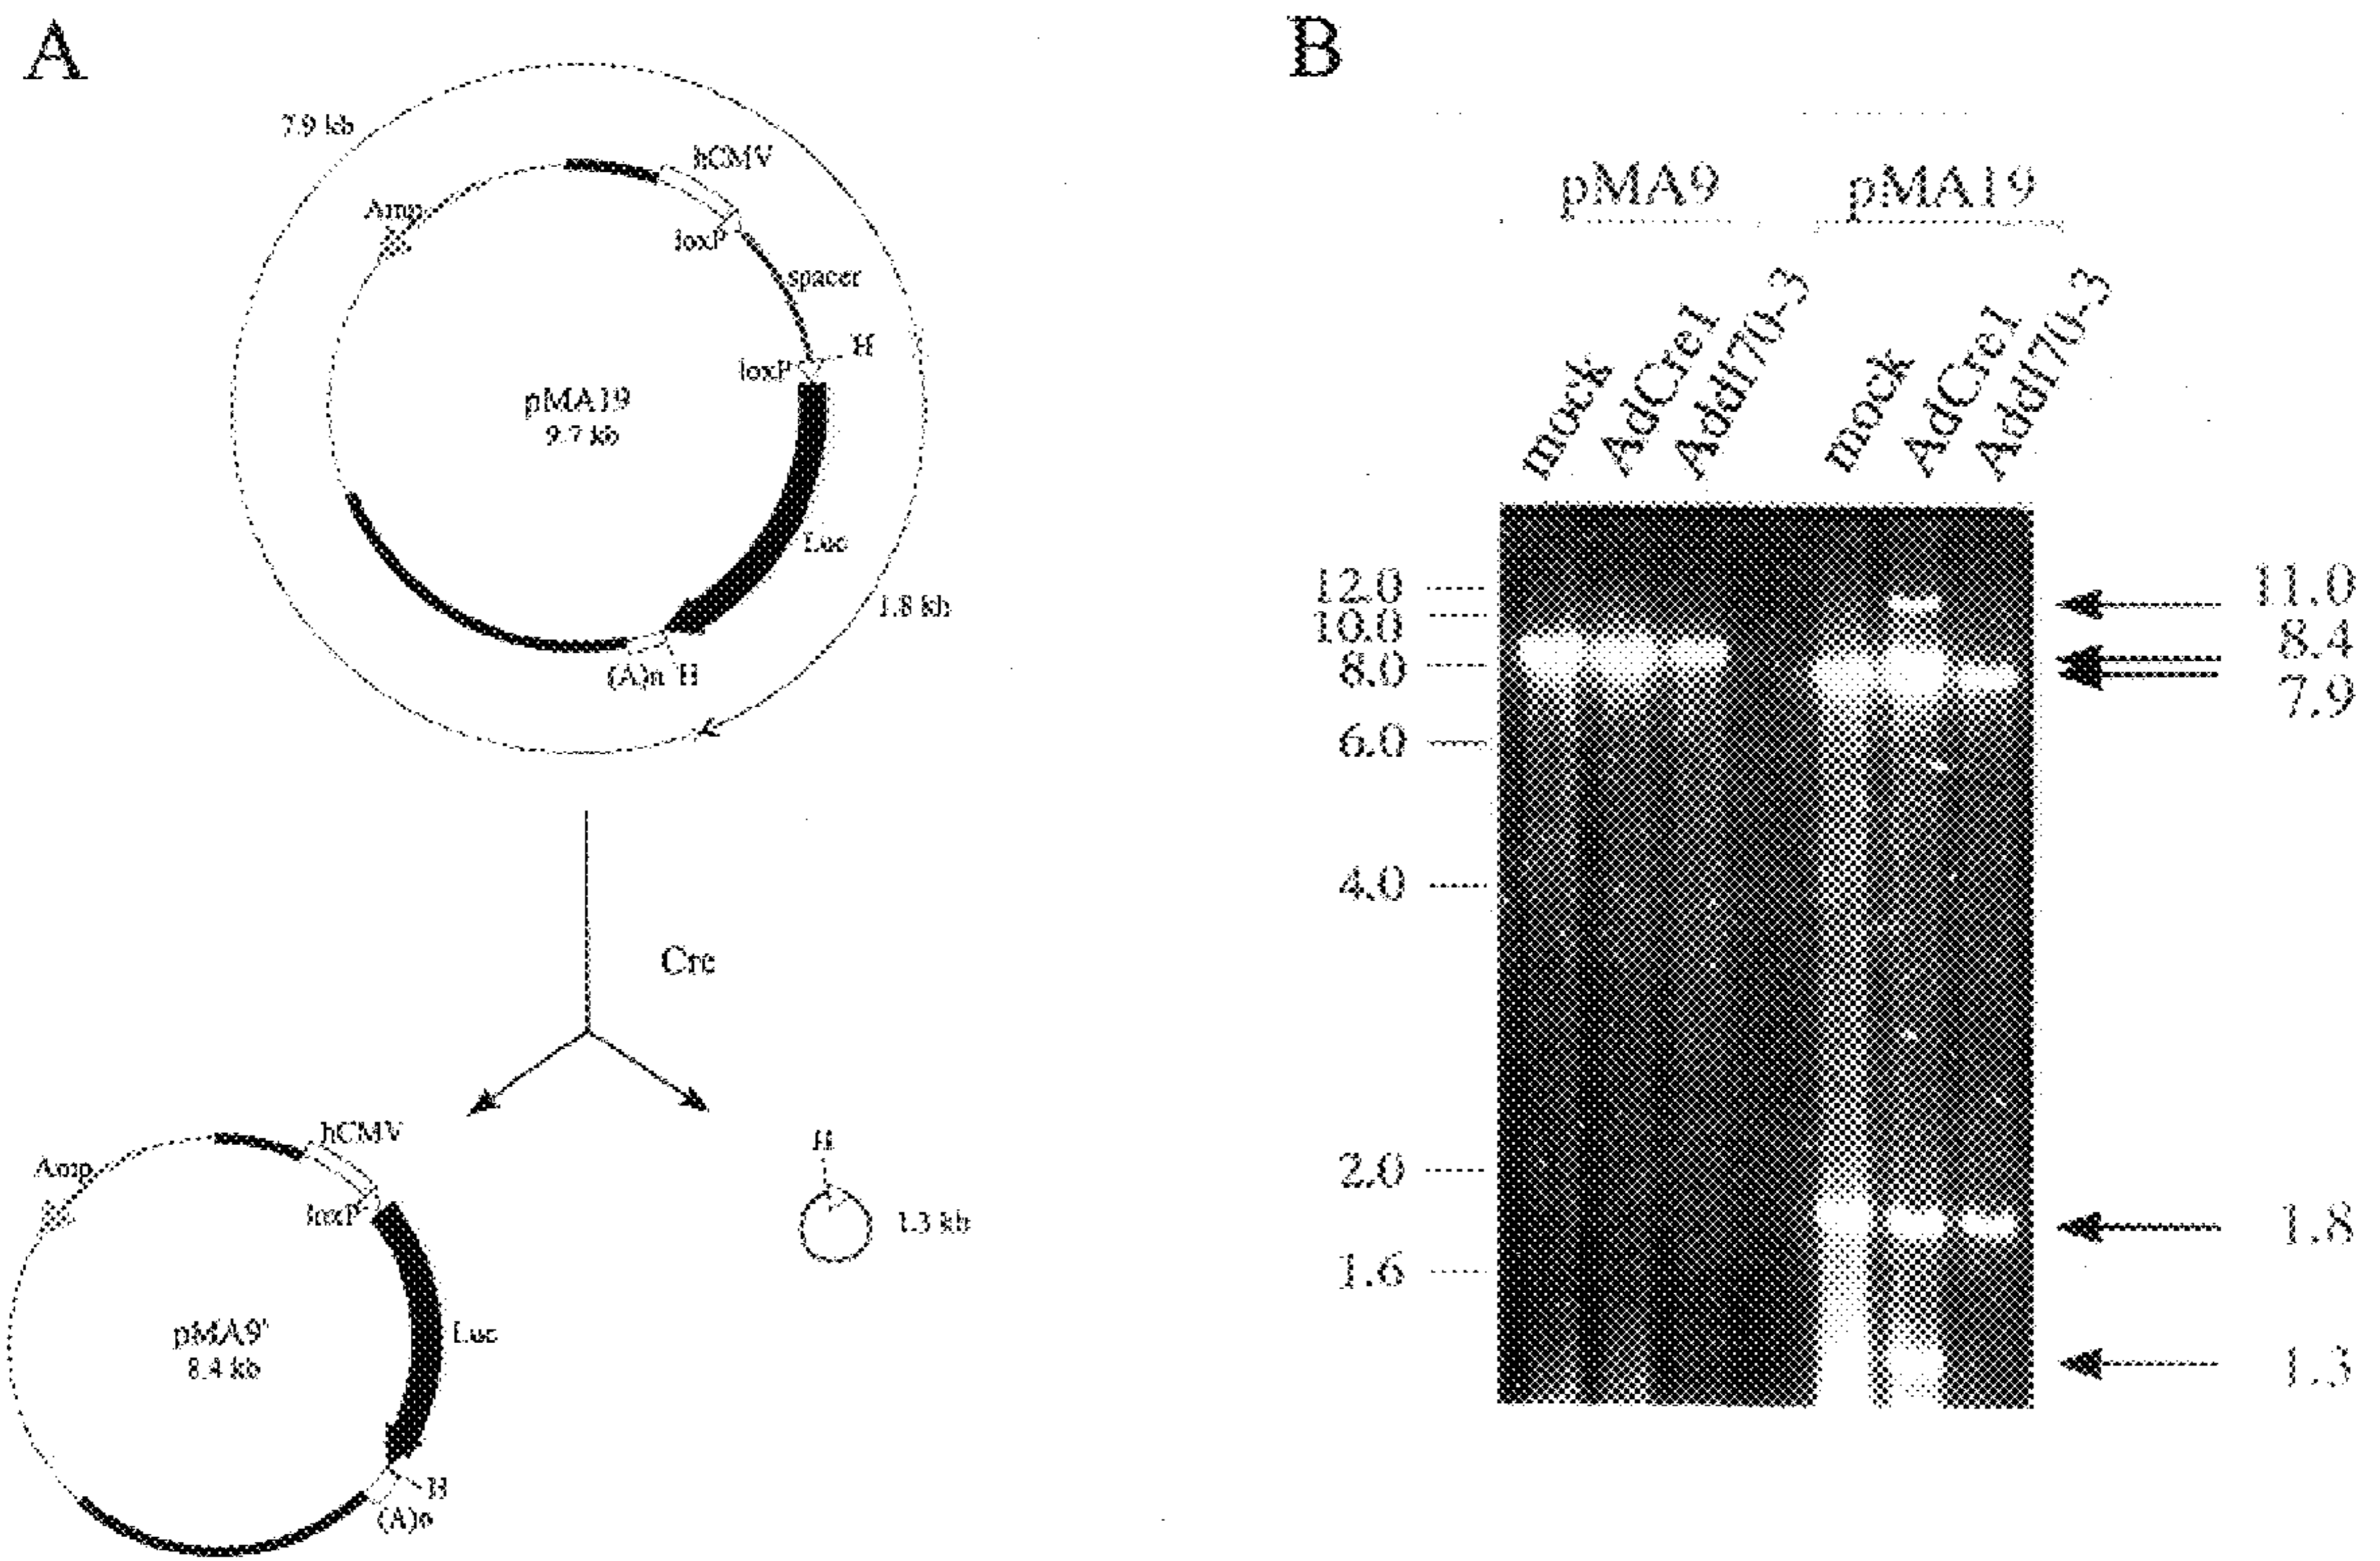 A
7.9 kb
hCMV
Amp
loxP
spacer
H
loxP
pMA19
9.7 kb
Luc
1.8 kb
(A)n H
Cre
hCMV
Amp
loxP
H
1.3 kb
pMA9'
8.4 kb
Luc
H
(A)n
B
pMA9 pMA19
mock AdCre1 Addl70-3 mock AdCre1 Addl70-3
12.0
10.0
8.0
6.0
4.0
2.0
1.6
11.0
8.4
7.9
1.8
1.3